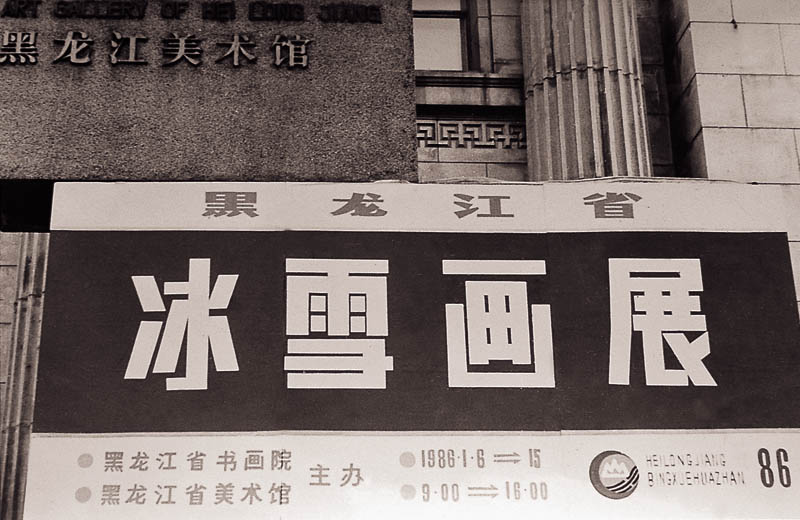 ART GALLERY OF HEI LONG JIANG
黑龙江美术馆
黑龙江省
冰雪画展
黑龙江省书画院
黑龙江省美术馆
主办
1986·1·6⇌15
9·00⇌16·00
HEILONGJIANG
BINGXUEHUAZHAN
86